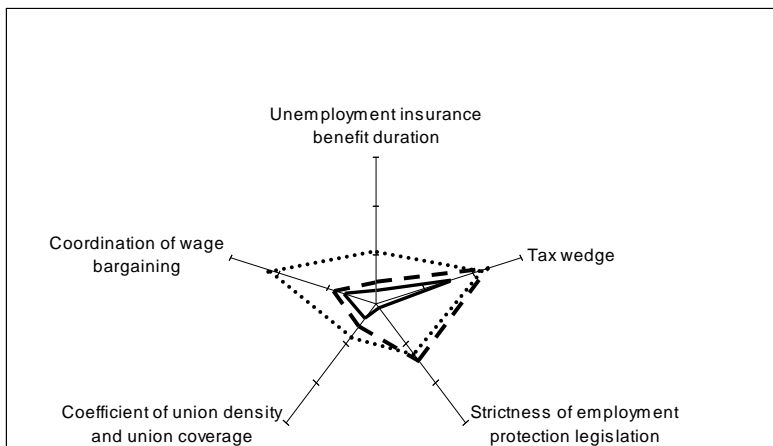 Unemployment insurance
benefit duration
Coordination of wage
bargaining
Tax wedge
Coefficient of union density
and union coverage
Strictness of employment
protection legislation